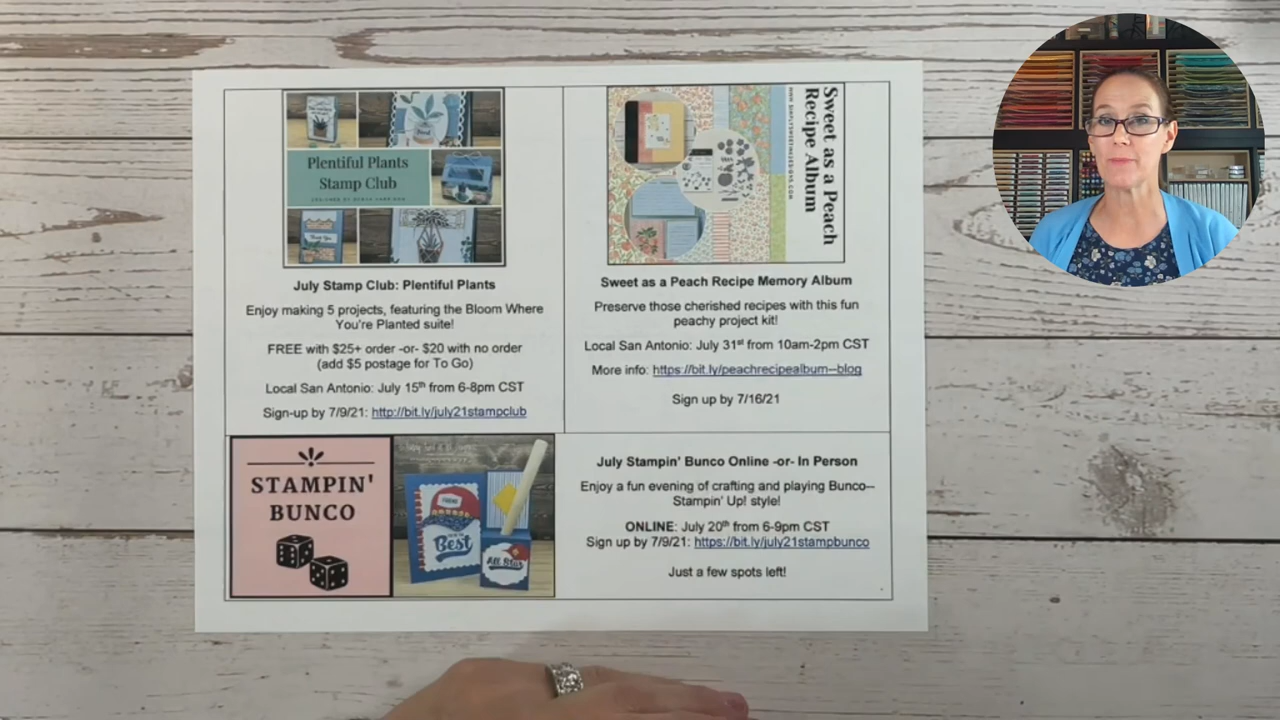 Plentiful Plants
Stamp Club
July Stamp Club: Plentiful Plants
Enjoy making 5 projects, featuring the Bloom Where
You're Planted suite!
FREE with $25+ order -or- $20 with no order
(add $5 postage for To Go)
Local San Antonio: July 15th from 6-8pm CST
Sign-up by 7/9/21: http://bit.ly/july21stampclub
Sweet as a Peach
Recipe Album
Sweet as a Peach Recipe Memory Album
Preserve those cherished recipes with this fun
peachy project kit!
Local San Antonio: July 31st from 10am-2pm CST
More info: https://bit.ly/peachrecipealbum--blog
Sign up by 7/16/21
STAMPIN'
BUNCO
Best
All Star
July Stampin' Bunco Online -or- In Person
Enjoy a fun evening of crafting and playing Bunco--
Stampin' Up! style!
ONLINE: July 20th from 6-9pm CST
Sign up by 7/9/21: https://bit.ly/july21stampbunco
Just a few spots left!